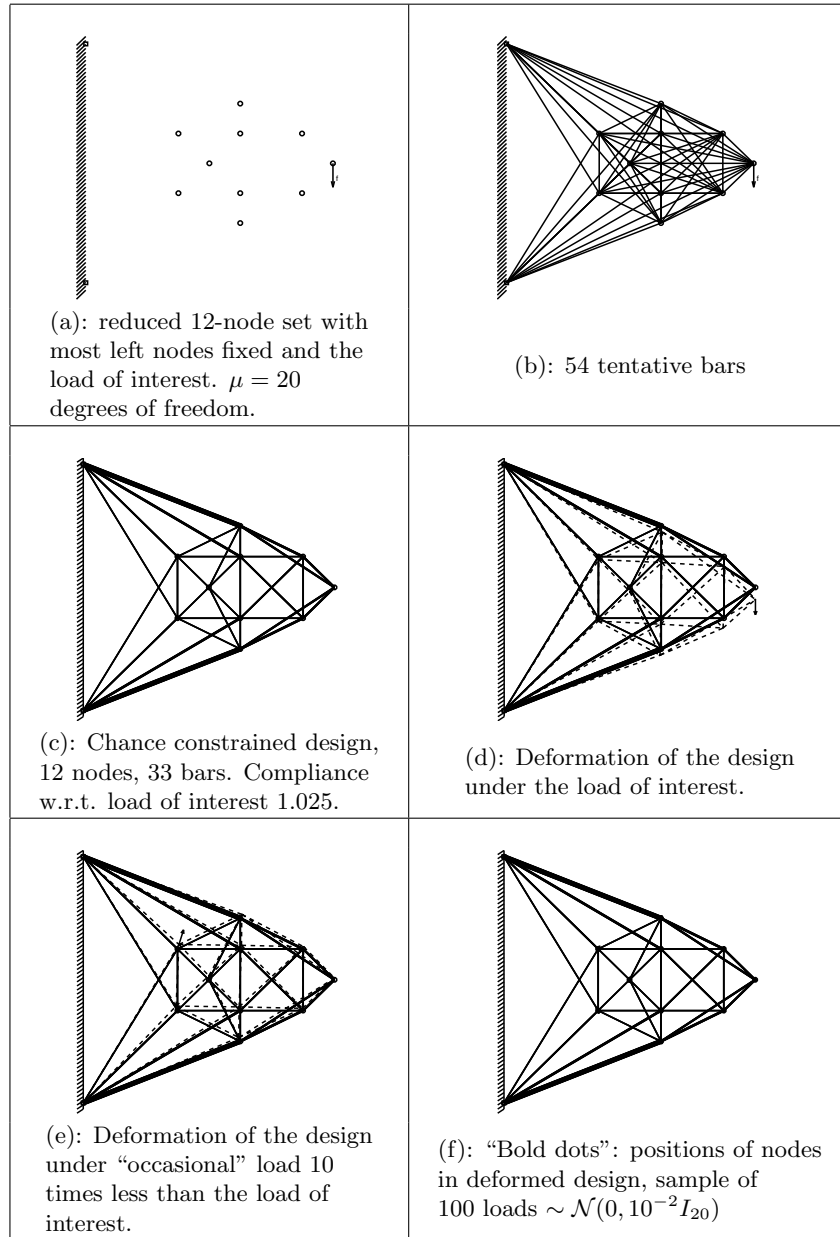 f
f
(a): reduced 12-node set with
most left nodes fixed and the
load of interest. μ = 20
degrees of freedom.
(b): 54 tentative bars
(c): Chance constrained design,
12 nodes, 33 bars. Compliance
w.r.t. load of interest 1.025.
(d): Deformation of the design
under the load of interest.
(e): Deformation of the design
under “occasional” load 10
times less than the load of
interest.
(f): “Bold dots”: positions of nodes
in deformed design, sample of
100 loads ∼ 𝒩(0, 10⁻²I₂₀)